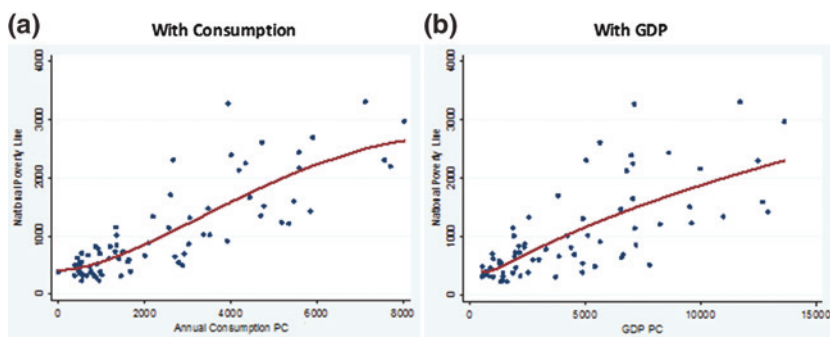 (a)
With Consumption
National Poverty Line
4000
3000
2000
1000
0
0 2000 4000 6000 8000
Annual Consumption PC
(b)
With GDP
National Poverty Line
4000
3000
2000
1000
0
0 5000 10000 15000
GDP PC